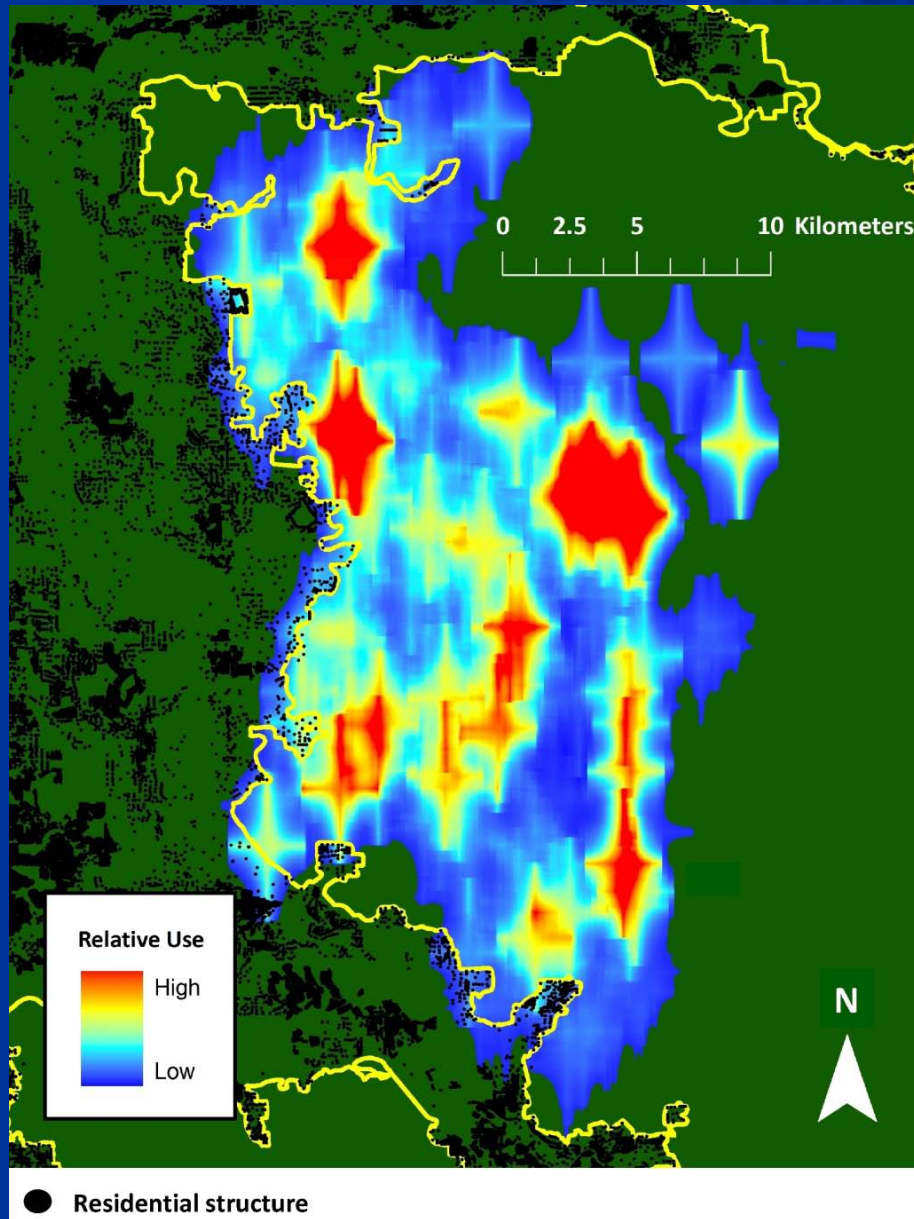 0 2.5 5 10 Kilometers
Relative Use
High
Low
N
Residential structure